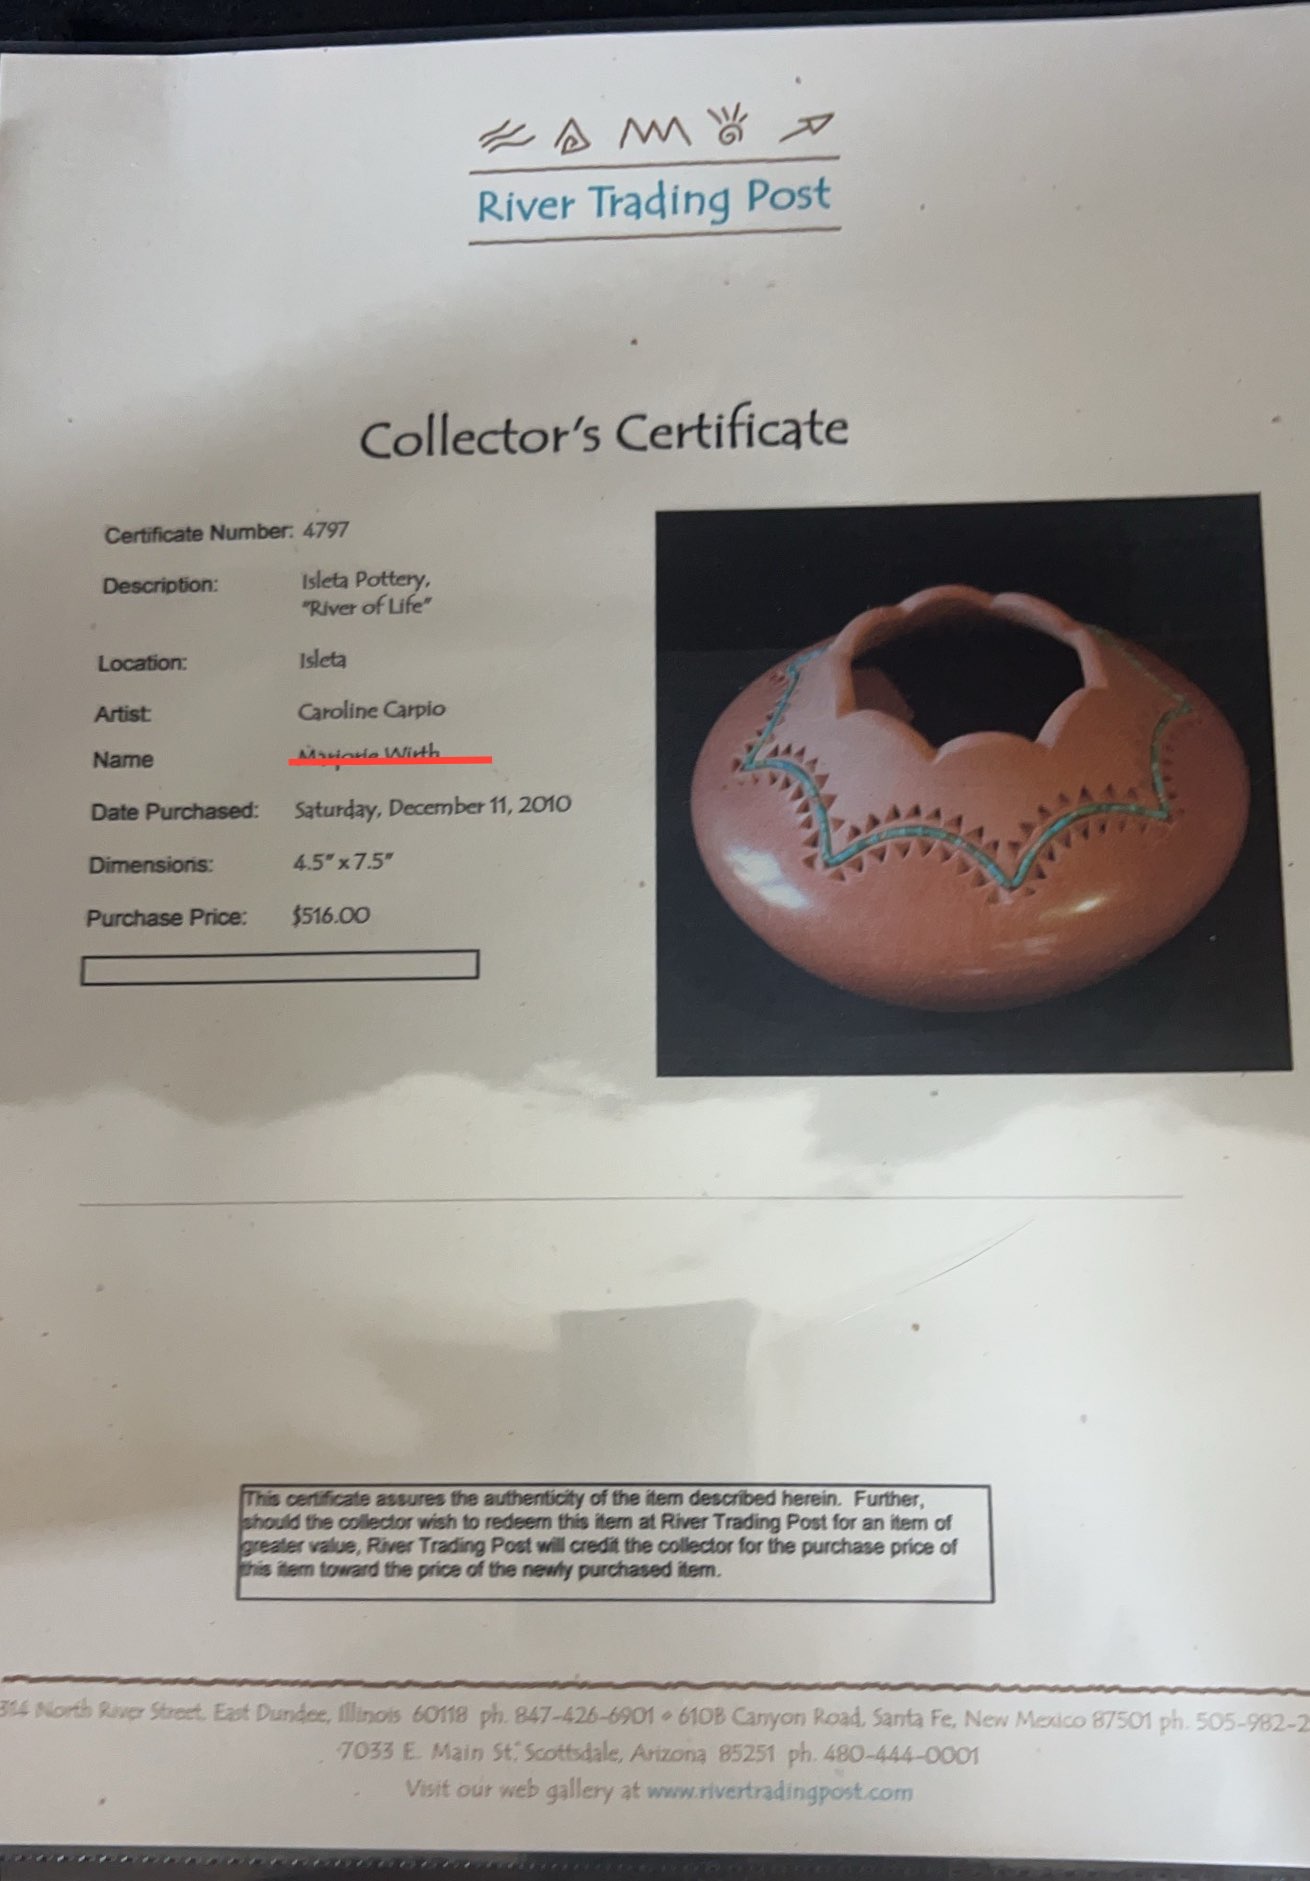 River Trading Post
Collector's Certificate
Certificate Number: 4797
Description: Isleta Pottery,
"River of Life"
Location: Isleta
Artist: Caroline Carpio
Name
Date Purchased: Saturday, December 11, 2010
Dimensions: 4.5" x 7.5"
Purchase Price: $516.00
This certificate assures the authenticity of the item described herein. Further,
should the collector wish to redeem this item at River Trading Post for an item of
greater value, River Trading Post will credit the collector for the purchase price of
this item toward the price of the newly purchased item.
314 North River Street, East Dundee, Illinois 60118 ph. 847-426-6901 • 610B Canyon Road, Santa Fe, New Mexico 87501 ph. 505-982-2
7033 E. Main St., Scottsdale, Arizona 85251 ph. 480-444-0001
Visit our web gallery at www.rivertradingpost.com